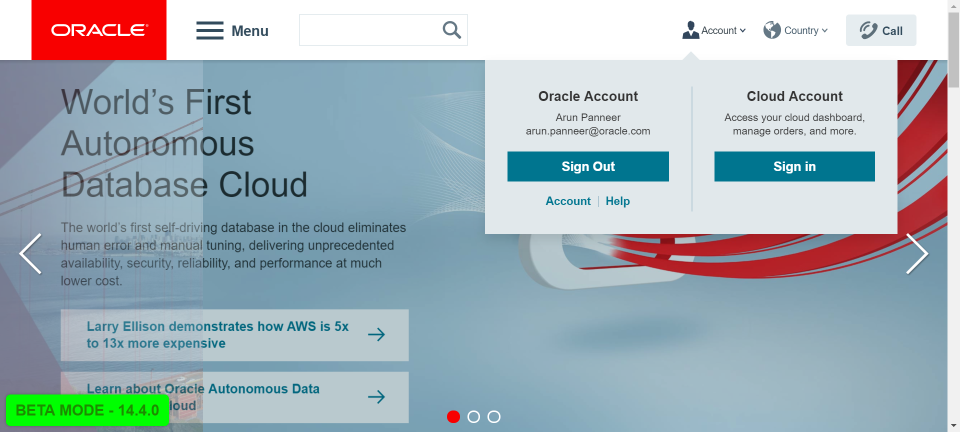 ORACLE
Menu
Account
Country
Call
World's First
Autonomous
Database Cloud
The world's first self-driving database in the cloud eliminates
human error and manual tuning, delivering unprecedented
availability, security, reliability, and performance at much
lower cost.
Larry Ellison demonstrates how AWS is 5x
to 13x more expensive
Learn about Oracle Autonomous Data
loud
BETA MODE - 14.4.0
Oracle Account
Arun Panneer
arun.panneer@oracle.com
Sign Out
Account | Help
Cloud Account
Access your cloud dashboard,
manage orders, and more.
Sign in